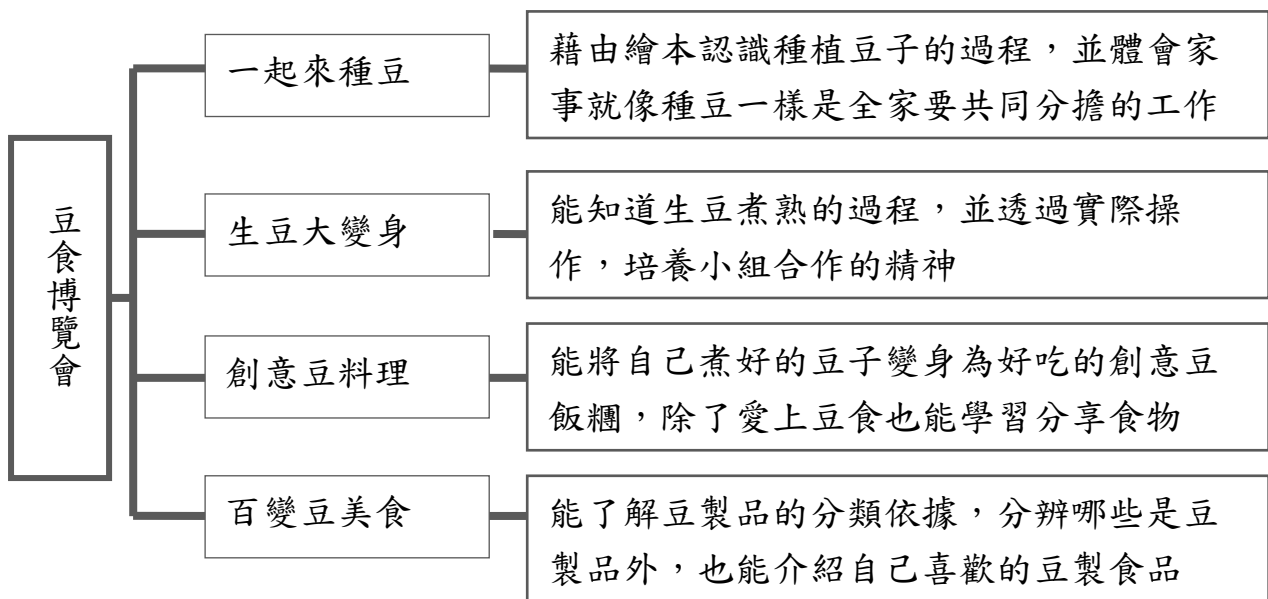 豆食博覽會
一起來種豆
藉由繪本認識種植豆子的過程，並體會家
事就像種豆一樣是全家要共同分擔的工作
生豆大變身
能知道生豆煮熟的過程，並透過實際操
作，培養小組合作的精神
創意豆料理
能將自己煮好的豆子變身為好吃的創意豆
飯糰，除了愛上豆食也能學習分享食物
百變豆美食
能了解豆製品的分類依據，分辨哪些是豆
製品外，也能介紹自己喜歡的豆製食品